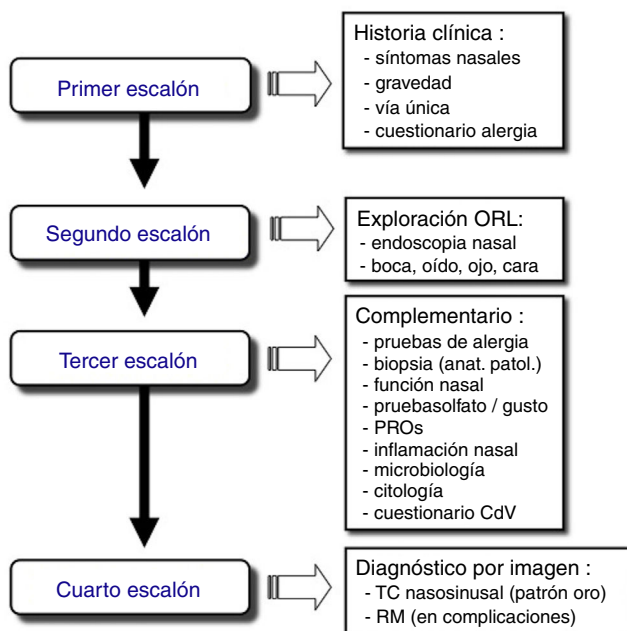 Primer escalón
Historia clínica :
- síntomas nasales
- gravedad
- vía única
- cuestionario alergia
Segundo escalón
Exploración ORL:
- endoscopia nasal
- boca, oído, ojo, cara
Tercer escalón
Complementario :
- pruebas de alergia
- biopsia (anat. patol.)
- función nasal
- pruebasolfato / gusto
- PROs
- inflamación nasal
- microbiología
- citología
- cuestionario CdV
Cuarto escalón
Diagnóstico por imagen :
- TC nasosinusal (patrón oro)
- RM (en complicaciones)